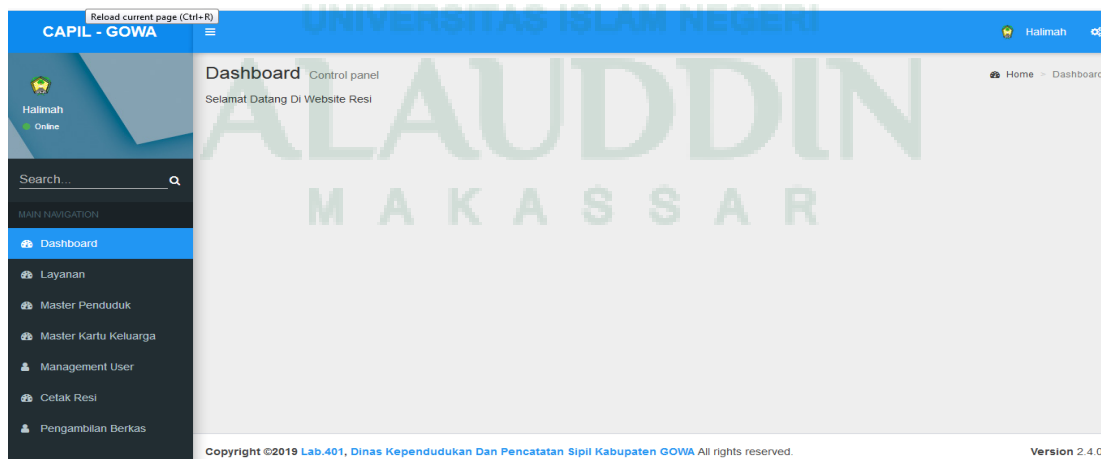 Reload current page (Ctrl+R)
UNIVERSITAS ISLAM NEGERI
CAPIL - GOWA
Halimah
Dashboard Control panel
Home > Dashboard
Selamat Datang Di Website Resi
ALAUDDIN
MAKASSAR
Halimah
Online
Search...
MAIN NAVIGATION
Dashboard
Layanan
Master Penduduk
Master Kartu Keluarga
Management User
Cetak Resi
Pengambilan Berkas
Copyright ©2019 Lab.401, Dinas Kependudukan Dan Pencatatan Sipil Kabupaten GOWA All rights reserved.
Version 2.4.0